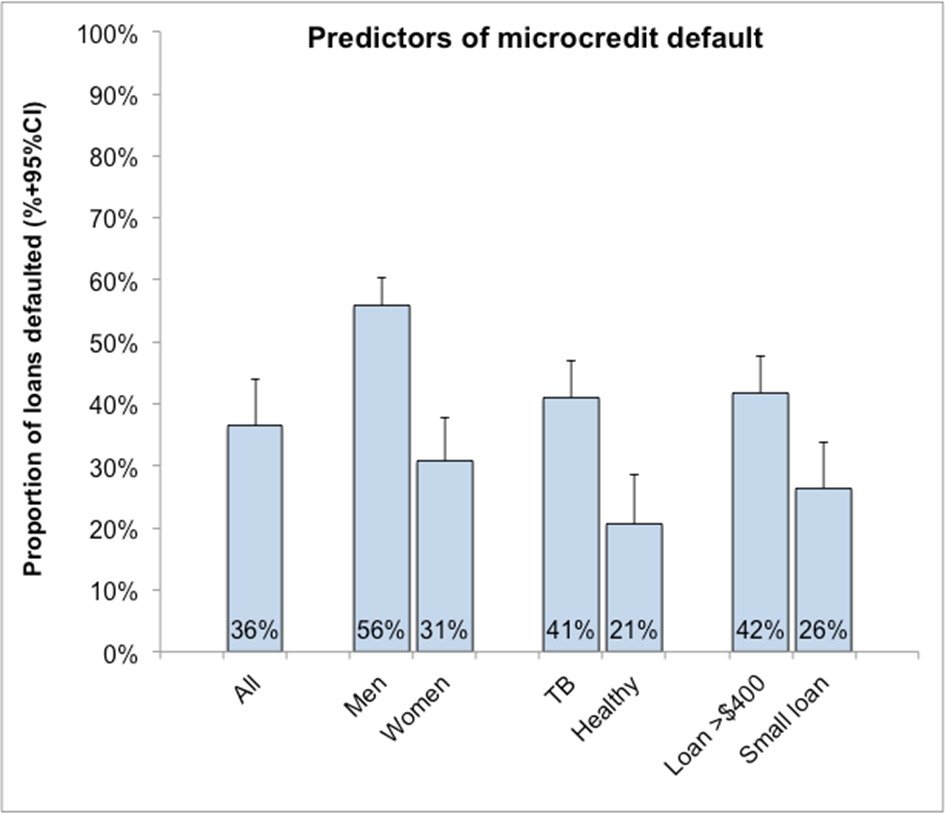 Predictors of microcredit default
Proportion of loans defaulted (%+95%CI)
100%
90%
80%
70%
60%
50%
40%
30%
20%
10%
0%
36%
56%
31%
41%
21%
42%
26%
All
Men
Women
TB
Healthy
Loan >$400
Small loan